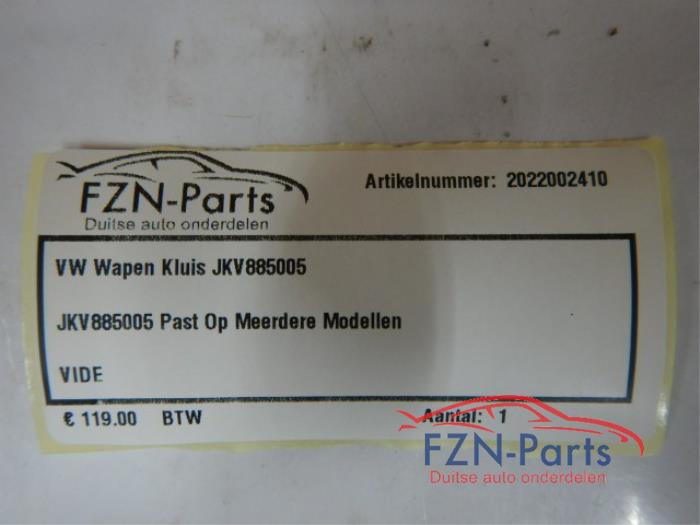 FZN-Parts
Duitse auto onderdelen
Artikelnummer: 2022002410
VW Wapen Kluis JKV885005
JKV885005 Past Op Meerdere Modellen
VIDE
€ 119.00 BTW
Aantal: 1
FZN-Parts
Duitse auto onderdelen